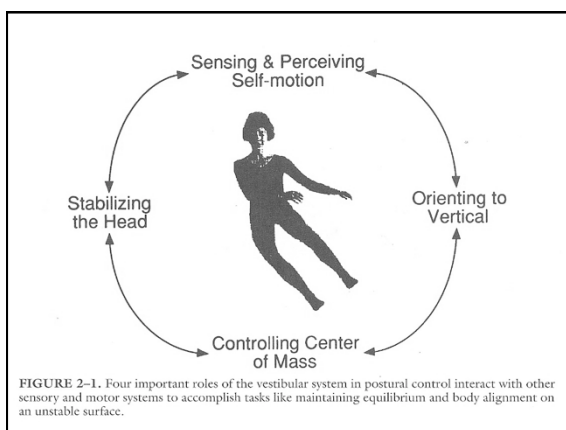 Sensing & Perceiving
Self-motion
Stabilizing
the Head
Orienting to
Vertical
Controlling Center
of Mass
FIGURE 2–1. Four important roles of the vestibular system in postural control interact with other
sensory and motor systems to accomplish tasks like maintaining equilibrium and body alignment on
an unstable surface.